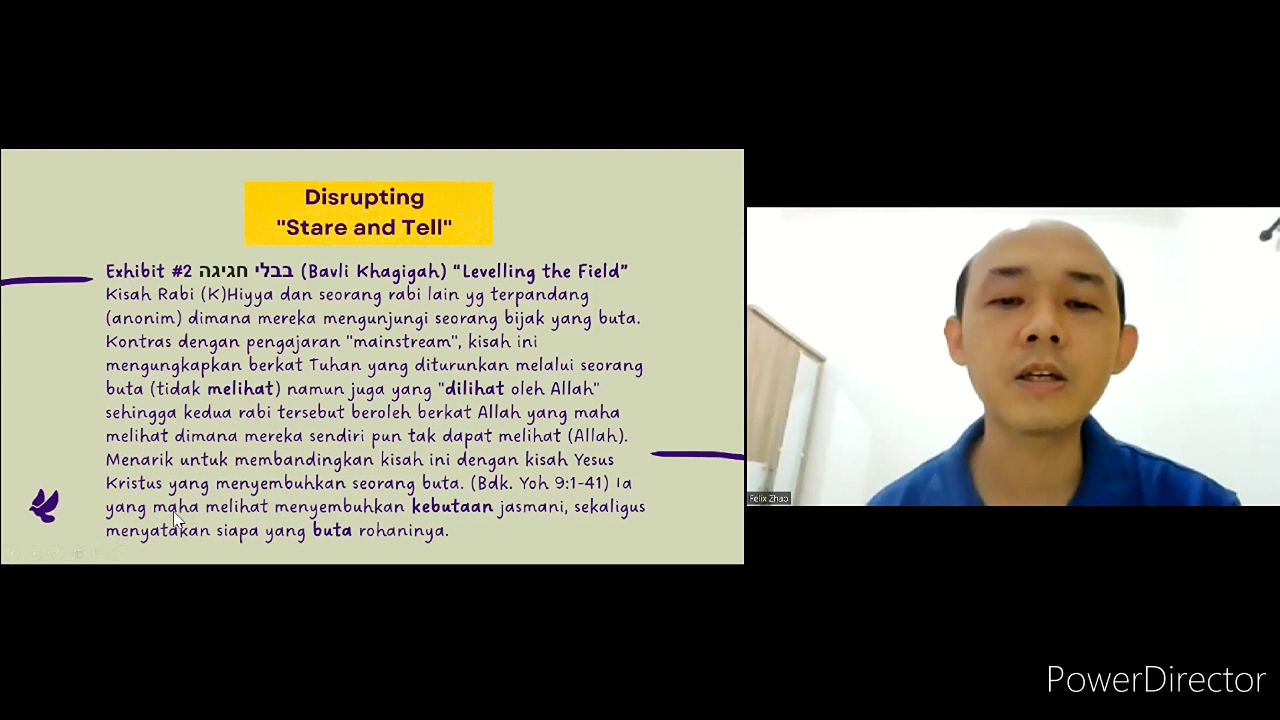 Disrupting
"Stare and Tell"
Exhibit #2 בבלי חגיגה (Bavli Khagigah) “Levelling the Field”
Kisah Rabi (K)Hiyya dan seorang rabi lain yg terpandang
(anonim) dimana mereka mengunjungi seorang bijak yang buta.
Kontras dengan pengajaran "mainstream", kisah ini
mengungkapkan berkat Tuhan yang diturunkan melalui seorang
buta (tidak melihat) namun juga yang "dilihat oleh Allah"
sehingga kedua rabi tersebut beroleh berkat Allah yang maha
melihat dimana mereka sendiri pun tak dapat melihat (Allah).
Menarik untuk membandingkan kisah ini dengan kisah Yesus
Kristus yang menyembuhkan seorang buta. (Bdk. Yoh 9:1-41) Ia
yang maha melihat menyembuhkan kebutaan jasmani, sekaligus
menyatakan siapa yang buta rohaninya.
Felix Zhao
PowerDirector